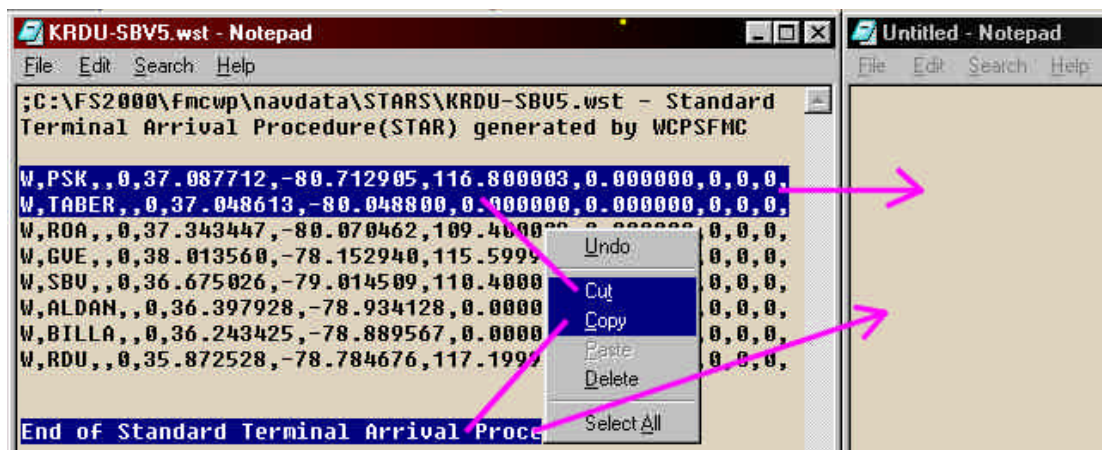 KRDU-SBV5.wst - Notepad
File Edit Search Help
;C:\FS2000\fmcwp\navdata\STARS\KRDU-SBV5.wst - Standard
Terminal Arrival Procedure(STAR) generated by WCPSFMC
W,PSK,,0,37.087712,-80.712905,116.800003,0.000000,0,0,0,
W,TABER,,0,37.048613,-80.048800,0.000000,0.000000,0,0,0,
W,ROA,,0,37.343447,-80.070462,109.4000 ,0,0,0,
W,GVE,,0,38.013560,-78.152940,115.5999 0,0,0,
W,SBV,,0,36.675026,-79.014509,110.4000 0,0,0,
W,ALDAN,,0,36.397928,-78.934128,0.0000 0,0,0,
W,BILLA,,0,36.243425,-78.889567,0.0000 0,0,0,
W,RDU,,0,35.872528,-78.784676,117.1999 0,0,0,
End of Standard Terminal Arrival Proce
Undo
Cut
Copy
Paste
Delete
Select All
Untitled - Notepad
File Edit Search Help